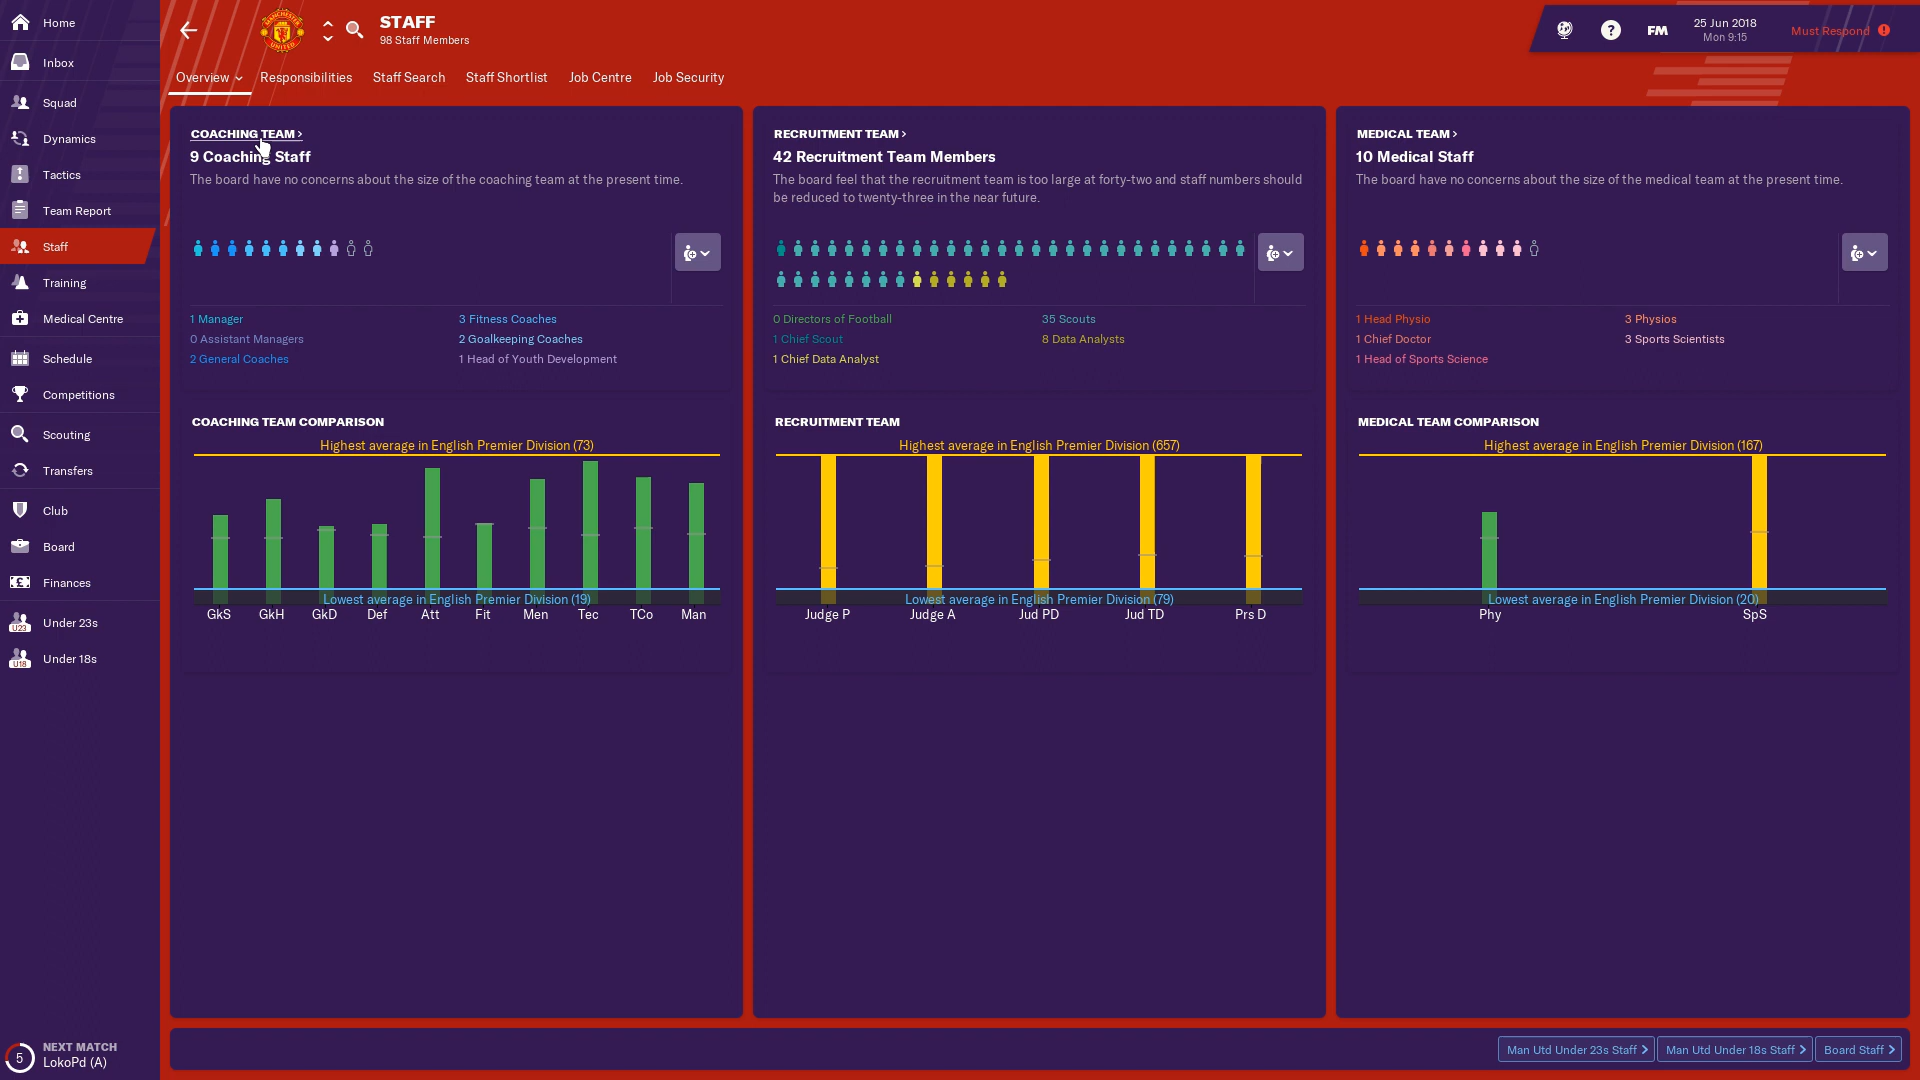 Home
Inbox
Squad
Dynamics
Tactics
Team Report
Staff
Training
Medical Centre
Schedule
Competitions
Scouting
Transfers
Club
Board
Finances
U23
Under 23s
U18
Under 18s
5
NEXT MATCH
LokoPd (A)
MANCHESTER
UNITED
STAFF
98 Staff Members
?
FM
25 Jun 2018
Mon 9:15
Must Respond
Overview
Responsibilities
Staff Search
Staff Shortlist
Job Centre
Job Security
COACHING TEAM >
9 Coaching Staff
The board have no concerns about the size of the coaching team at the present time.
1 Manager
0 Assistant Managers
2 General Coaches
3 Fitness Coaches
2 Goalkeeping Coaches
1 Head of Youth Development
COACHING TEAM COMPARISON
Highest average in English Premier Division (73)
Lowest average in English Premier Division (19)
GkS GkH GkD Def Att Fit Men Tec TCo Man
RECRUITMENT TEAM >
42 Recruitment Team Members
The board feel that the recruitment team is too large at forty-two and staff numbers should
be reduced to twenty-three in the near future.
0 Directors of Football
1 Chief Scout
1 Chief Data Analyst
35 Scouts
8 Data Analysts
RECRUITMENT TEAM
Highest average in English Premier Division (657)
Lowest average in English Premier Division (79)
Judge P Judge A Jud PD Jud TD Prs D
MEDICAL TEAM >
10 Medical Staff
The board have no concerns about the size of the medical team at the present time.
1 Head Physio
1 Chief Doctor
1 Head of Sports Science
3 Physios
3 Sports Scientists
MEDICAL TEAM COMPARISON
Highest average in English Premier Division (167)
Lowest average in English Premier Division (20)
Phy SpS
Man Utd Under 23s Staff >
Man Utd Under 18s Staff >
Board Staff >